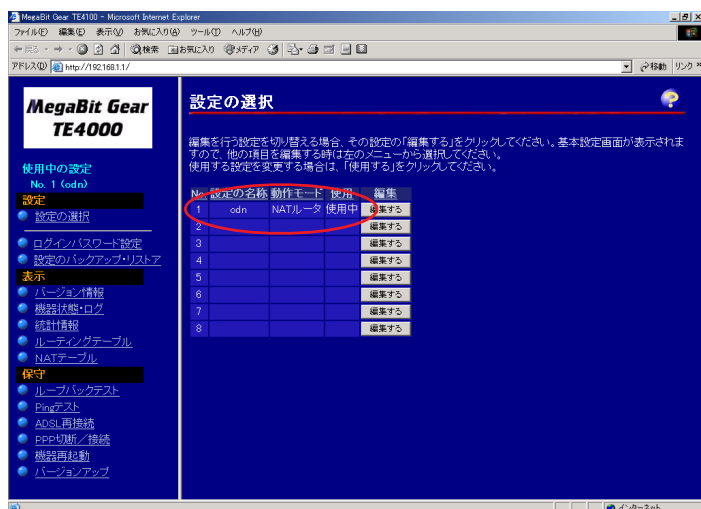 MegaBit Gear TE4100 - Microsoft Internet Explorer
ファイル(F) 編集(E) 表示(V) お気に入り(A) ツール(T) ヘルプ(H)
戻る 検索 お気に入り メディア
アドレス(D) http://192.168.1.1/ 移動 リンク »
MegaBit Gear
TE4000
使用中の設定
No. 1 (odn)
設定
設定の選択
ログインパスワード設定
設定のバックアップ・リストア
表示
バージョン情報
機器状態・ログ
統計情報
ルーティングテーブル
NATテーブル
保守
ループバックテスト
Pingテスト
ADSL再接続
PPP切断／接続
機器再起動
バージョンアップ
設定の選択
編集を行う設定を切り替える場合、その設定の「編集する」をクリックしてください。基本設定画面が表示されま
すので、他の項目を編集する時は左のメニューから選択してください。
使用する設定を変更する場合は、「使用する」をクリックしてください。
No. 設定の名称 動作モード 使用 編集
1 odn NATルータ 使用中 編集する
2 編集する
3 編集する
4 編集する
5 編集する
6 編集する
7 編集する
8 編集する
インターネット